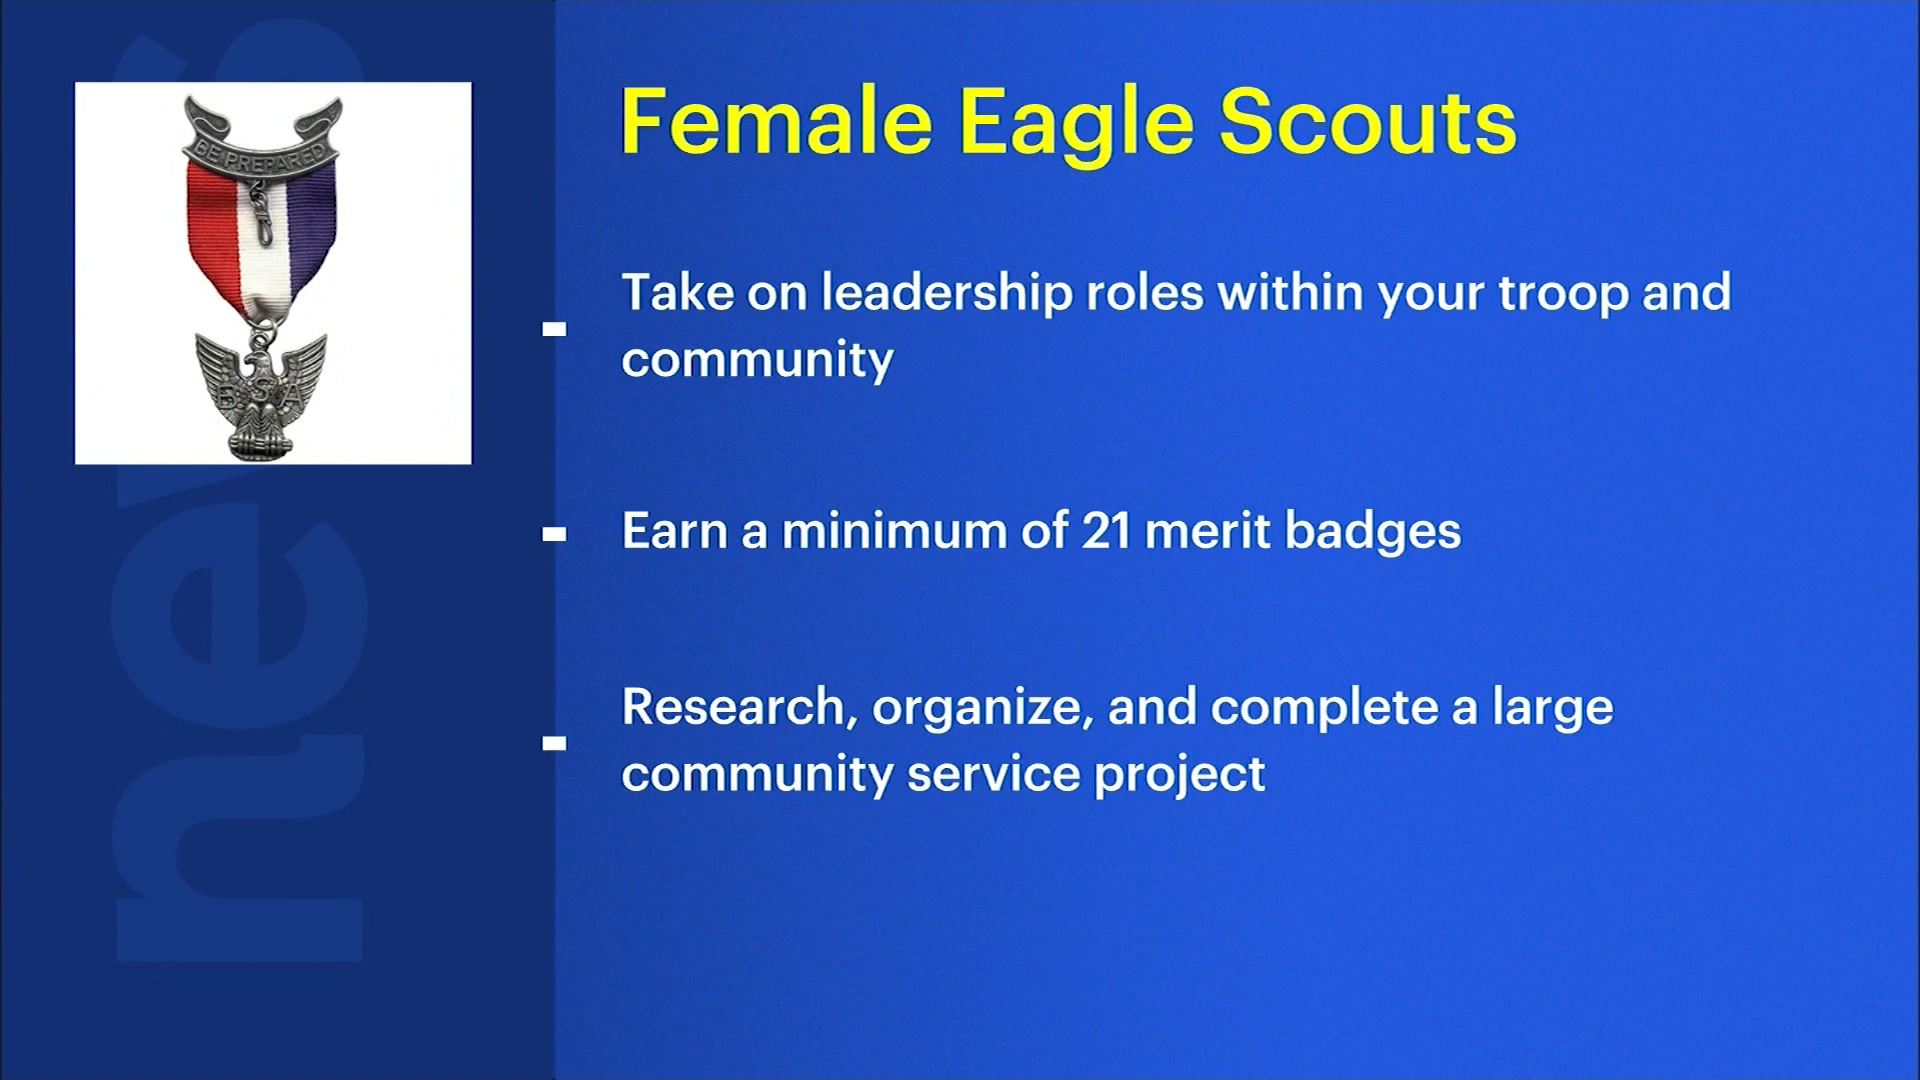 news
BE PREPARED
BSA
Female Eagle Scouts
Take on leadership roles within your troop and
community
Earn a minimum of 21 merit badges
Research, organize, and complete a large
community service project